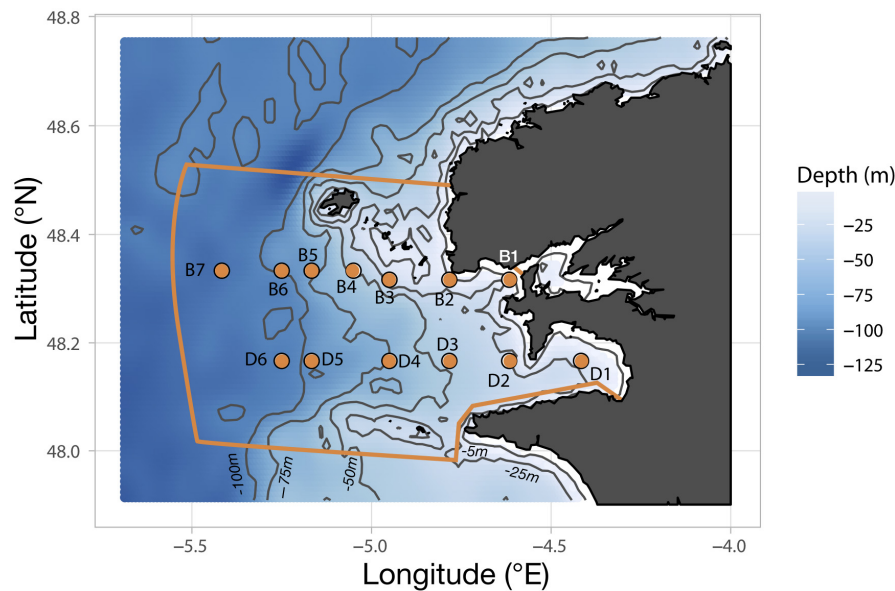 48.8
48.6
48.4
48.2
48.0
Latitude (°N)
B7
B6
B5
B4
B3
B2
B1
D6
D5
D4
D3
D2
D1
-100m
−75m
-50m
-5m
-25m
−5.5
−5.0
−4.5
−4.0
Longitude (°E)
Depth (m)
−25
−50
−75
−100
−125